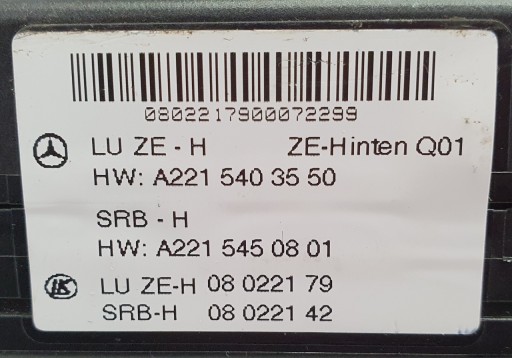 0802217900072299
LU ZE - H ZE-Hinten Q01
HW: A221 540 35 50
SRB - H
HW: A221 545 08 01
LK LU ZE-H 08 0221 79
SRB-H 08 0221 42